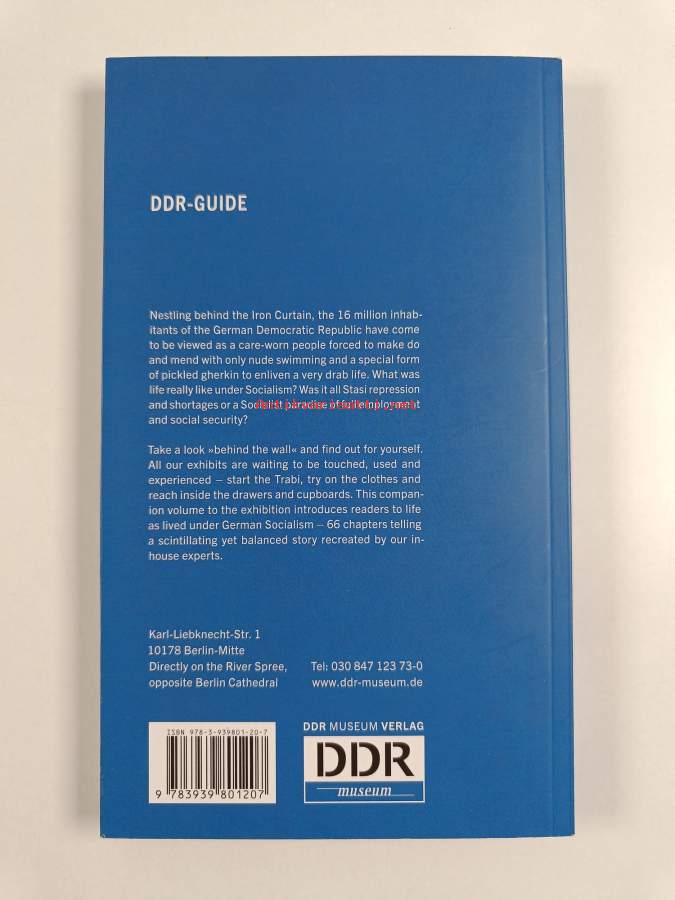 DDR-GUIDE
Nestling behind the Iron Curtain, the 16 million inhab-
itants of the German Democratic Republic have come
to be viewed as a care-worn people forced to make do
and mend with only nude swimming and a special form
of pickled gherkin to enliven a very drab life. What was
life really like under Socialism? Was it all Stasi repression
and shortages or a Socialist paradise of full employment
and social security?
Take a look »behind the wall« and find out for yourself.
All our exhibits are waiting to be touched, used and
experienced – start the Trabi, try on the clothes and
reach inside the drawers and cupboards. This compan-
ion volume to the exhibition introduces readers to life
as lived under German Socialism – 66 chapters telling
a scintillating yet balanced story recreated by our in-
house experts.
Karl-Liebknecht-Str. 1
10178 Berlin-Mitte
Directly on the River Spree,
opposite Berlin Cathedral
Tel: 030 847 123 73-0
www.ddr-museum.de
ISBN 978-3-939801-20-7
9 783939 801207
DDR MUSEUM VERLAG
DDR
museum